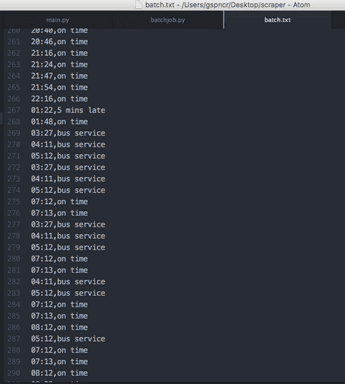 batch.txt - /Users/gspncr/Desktop/scraper - Atom
main.py batchjob.py batch.txt
260 20:40,on time
261 20:46,on time
262 21:16,on time
263 21:24,on time
264 21:47,on time
265 21:54,on time
266 22:16,on time
267 01:22,5 mins late
268 01:48,on time
269 03:27,bus service
270 04:11,bus service
271 05:12,bus service
272 03:27,bus service
273 04:11,bus service
274 05:12,bus service
275 07:12,on time
276 07:13,on time
277 03:27,bus service
278 04:11,bus service
279 05:12,bus service
280 07:12,on time
281 07:13,on time
282 04:11,bus service
283 05:12,bus service
284 07:12,on time
285 07:13,on time
286 08:12,on time
287 05:12,bus service
288 07:12,on time
289 07:13,on time
290 08:12,on time